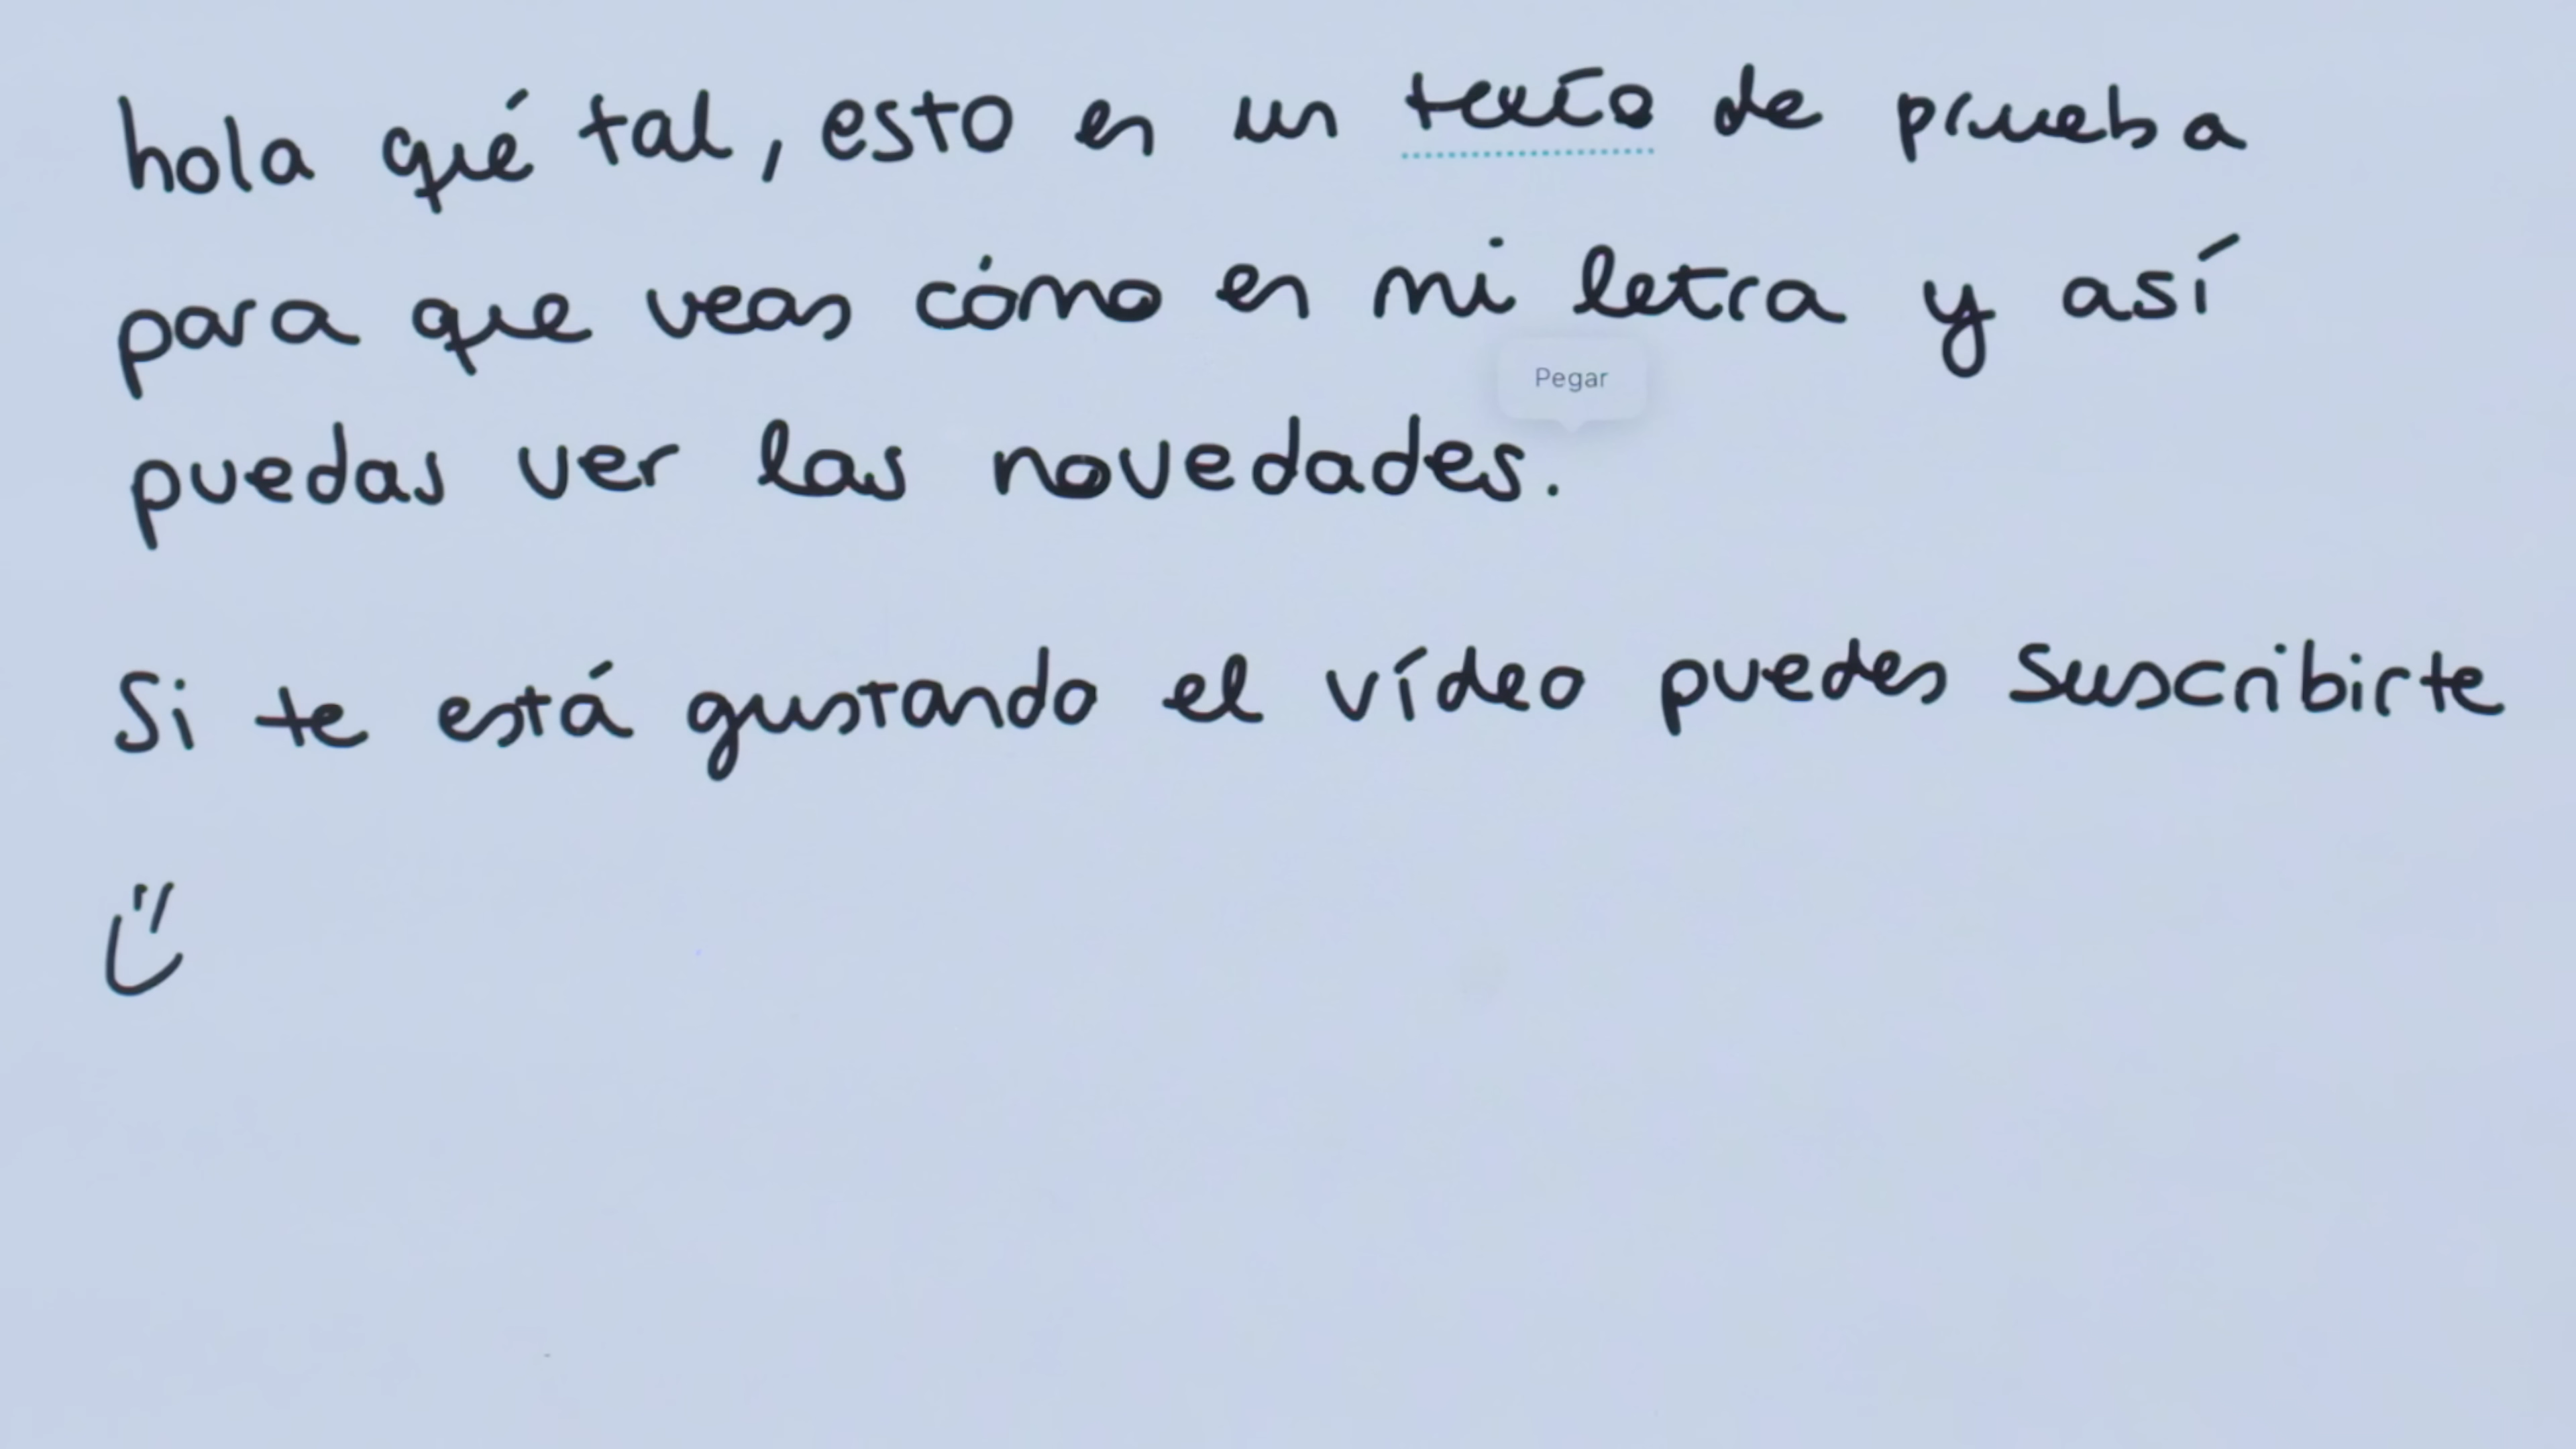 hola qué tal, esto es un texto de prueba
para que veas cómo es mi letra y así
Pegar
puedas ver las novedades.
Si te está gustando el vídeo puedes suscribirte